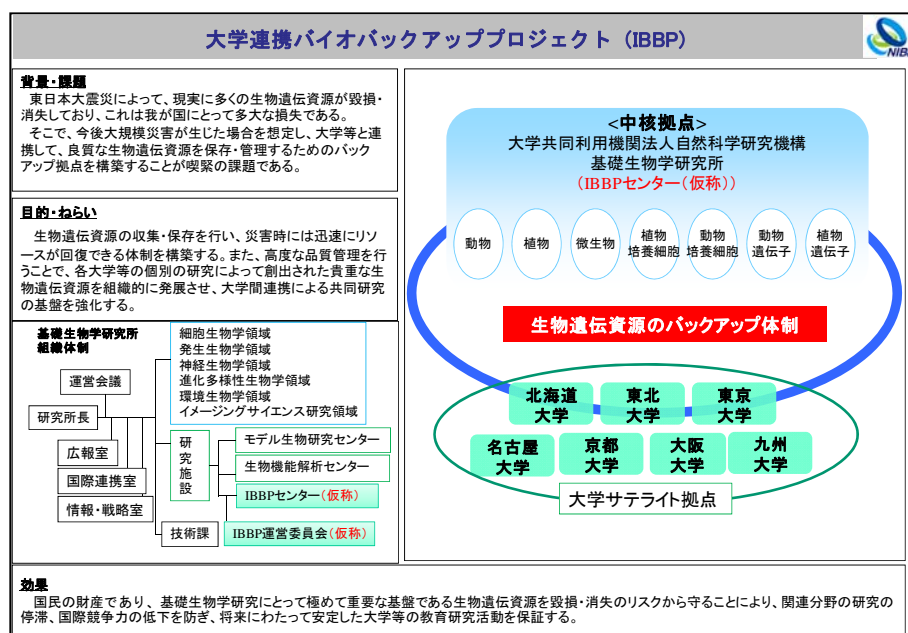 大学連携バイオバックアッププロジェクト（IBBP）
NIBB
背景・課題
東日本大震災によって、現実に多くの生物遺伝資源が毀損・
消失しており、これは我が国にとって多大な損失である。
そこで、今後大規模災害が生じた場合を想定し、大学等と連
携して、良質な生物遺伝資源を保存・管理するためのバック
アップ拠点を構築することが喫緊の課題である。
目的・ねらい
生物遺伝資源の収集・保存を行い、災害時には迅速にリソ
ースが回復できる体制を構築する。また、高度な品質管理を行
うことで、各大学等の個別の研究によって創出された貴重な生
物遺伝資源を組織的に発展させ、大学間連携による共同研究
の基盤を強化する。
基礎生物学研究所
組織体制
運営会議
研究所長
広報室
国際連携室
情報・戦略室
細胞生物学領域
発生生物学領域
神経生物学領域
進化多様性生物学領域
環境生物学領域
イメージングサイエンス研究領域
研究施設
モデル生物研究センター
生物機能解析センター
IBBPセンター(仮称)
技術課
IBBP運営委員会(仮称)
<中核拠点>
大学共同利用機関法人自然科学研究機構
基礎生物学研究所
（IBBPセンター（仮称））
動物
植物
微生物
植物
培養細胞
動物
培養細胞
動物
遺伝子
植物
遺伝子
生物遺伝資源のバックアップ体制
北海道
大学
東北
大学
東京
大学
名古屋
大学
京都
大学
大阪
大学
九州
大学
大学サテライト拠点
効果
国民の財産であり、基礎生物学研究にとって極めて重要な基盤である生物遺伝資源を毀損・消失のリスクから守ることにより、関連分野の研究の
停滞、国際競争力の低下を防ぎ、将来にわたって安定した大学等の教育研究活動を保証する。